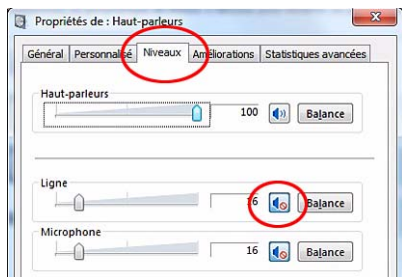 Propriétés de : Haut-parleurs
Général Personnalisé Niveaux Améliorations Statistiques avancées
Haut-parleurs
100 Balance
Ligne
16 Balance
Microphone
16 Balance